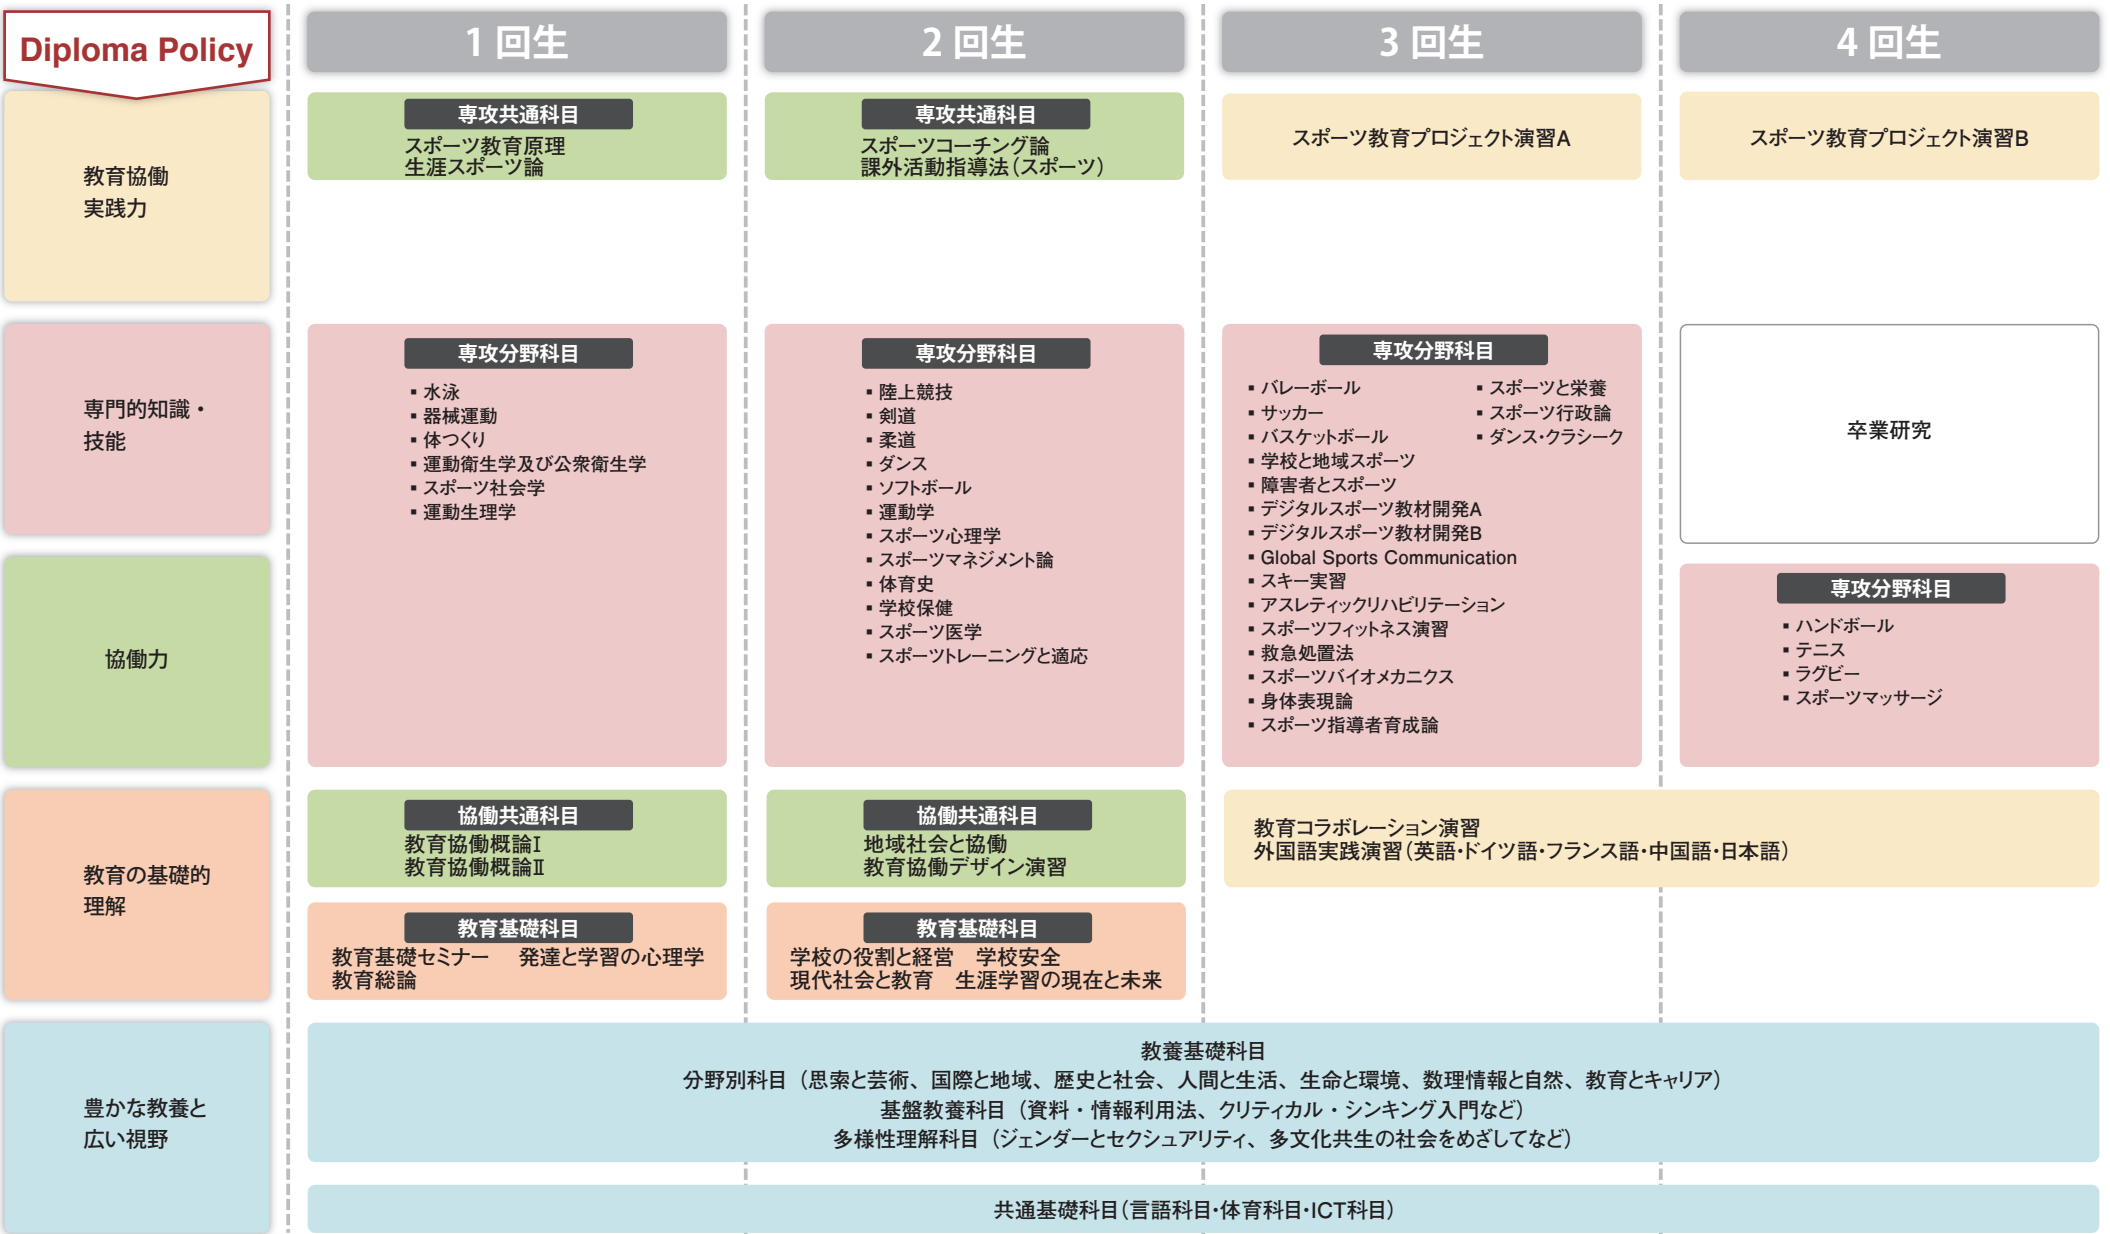 Diploma Policy
1 回生
2 回生
3 回生
4 回生
教育協働
実践力
専攻共通科目
スポーツ教育原理
生涯スポーツ論
専攻共通科目
スポーツコーチング論
課外活動指導法(スポーツ)
スポーツ教育プロジェクト演習A
スポーツ教育プロジェクト演習B
専門的知識・
技能
協働力
専攻分野科目
▪ 水泳
▪ 器械運動
▪ 体つくり
▪ 運動衛生学及び公衆衛生学
▪ スポーツ社会学
▪ 運動生理学
専攻分野科目
▪ 陸上競技
▪ 剣道
▪ 柔道
▪ ダンス
▪ ソフトボール
▪ 運動学
▪ スポーツ心理学
▪ スポーツマネジメント論
▪ 体育史
▪ 学校保健
▪ スポーツ医学
▪ スポーツトレーニングと適応
専攻分野科目
▪ バレーボール
▪ サッカー
▪ バスケットボール
▪ 学校と地域スポーツ
▪ 障害者とスポーツ
▪ デジタルスポーツ教材開発A
▪ デジタルスポーツ教材開発B
▪ Global Sports Communication
▪ スキー実習
▪ アスレティックリハビリテーション
▪ スポーツフィットネス演習
▪ 救急処置法
▪ スポーツバイオメカニクス
▪ 身体表現論
▪ スポーツ指導者育成論
▪ スポーツと栄養
▪ スポーツ行政論
▪ ダンス・クラシーク
卒業研究
専攻分野科目
▪ ハンドボール
▪ テニス
▪ ラグビー
▪ スポーツマッサージ
教育の基礎的
理解
協働共通科目
教育協働概論Ⅰ
教育協働概論Ⅱ
協働共通科目
地域社会と協働
教育協働デザイン演習
教育コラボレーション演習
外国語実践演習(英語・ドイツ語・フランス語・中国語・日本語)
教育基礎科目
教育基礎セミナー　発達と学習の心理学
教育総論
教育基礎科目
学校の役割と経営　学校安全
現代社会と教育　生涯学習の現在と未来
豊かな教養と
広い視野
教養基礎科目
分野別科目（思索と芸術、国際と地域、歴史と社会、人間と生活、生命と環境、数理情報と自然、教育とキャリア）
基盤教養科目（資料・情報利用法、クリティカル・シンキング入門など）
多様性理解科目（ジェンダーとセクシュアリティ、多文化共生の社会をめざしてなど）
共通基礎科目(言語科目・体育科目・ICT科目)